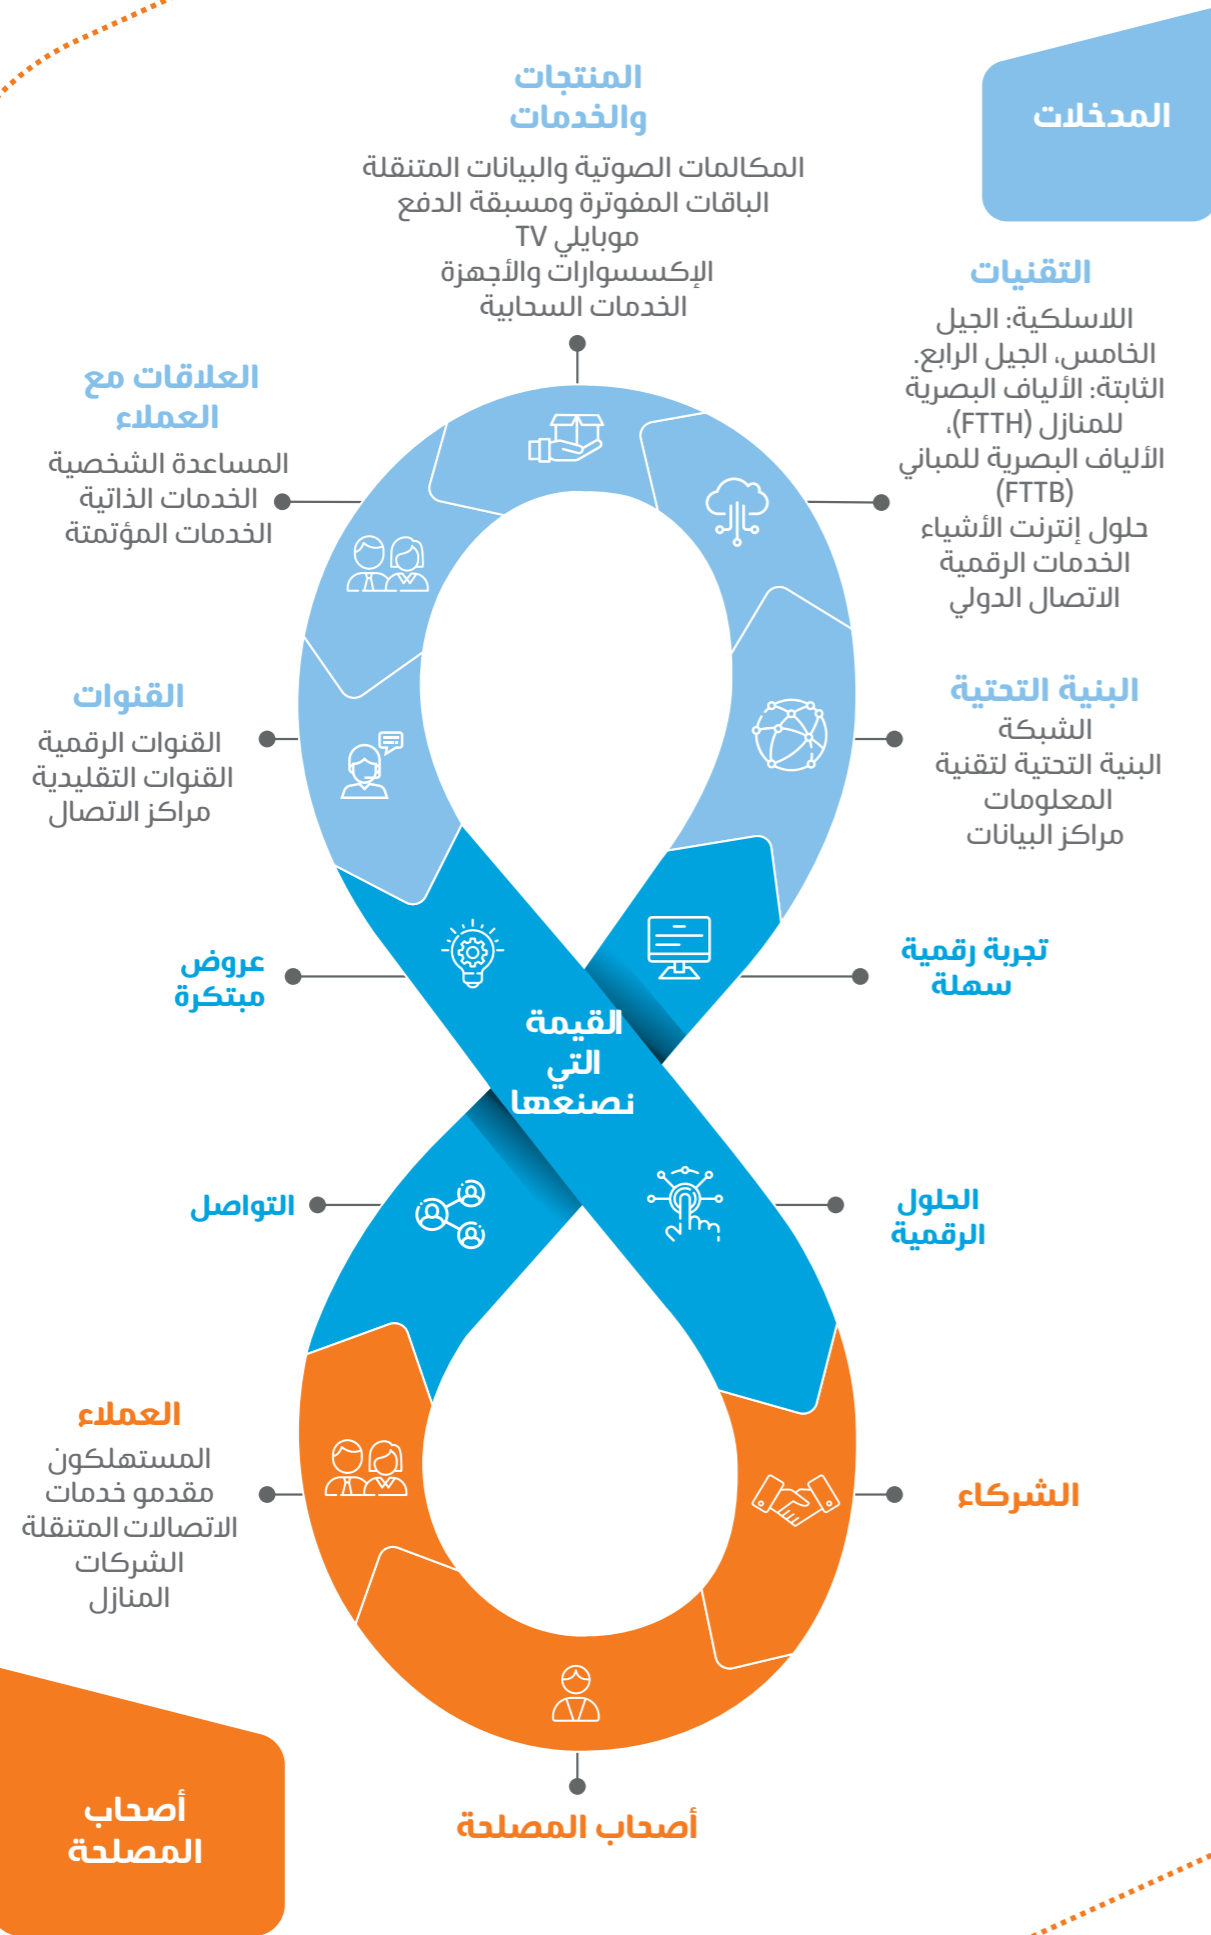 المدخلات
المنتجات
والخدمات
المكالمات الصوتية والبيانات المتنقلة
الباقات المفوترة ومسبقة الدفع
موبايلي TV
الإكسسوارات والأجهزة
الخدمات السحابية
التقنيات
اللاسلكية: الجيل
الخامس، الجيل الرابع.
الثابتة: الألياف البصرية
للمنازل (FTTH)،
الألياف البصرية للمباني
(FTTB)
حلول إنترنت الأشياء
الخدمات الرقمية
الاتصال الدولي
العلاقات مع
العملاء
المساعدة الشخصية
الخدمات الذاتية
الخدمات المؤتمتة
البنية التحتية
الشبكة
البنية التحتية لتقنية
المعلومات
مراكز البيانات
القنوات
القنوات الرقمية
القنوات التقليدية
مراكز الاتصال
تجربة رقمية
سهلة
عروض
مبتكرة
القيمة
التي
نصنعها
الحلول
الرقمية
التواصل
الشركاء
العملاء
المستهلكون
مقدمو خدمات
الاتصالات المتنقلة
الشركات
المنازل
أصحاب المصلحة
أصحاب
المصلحة